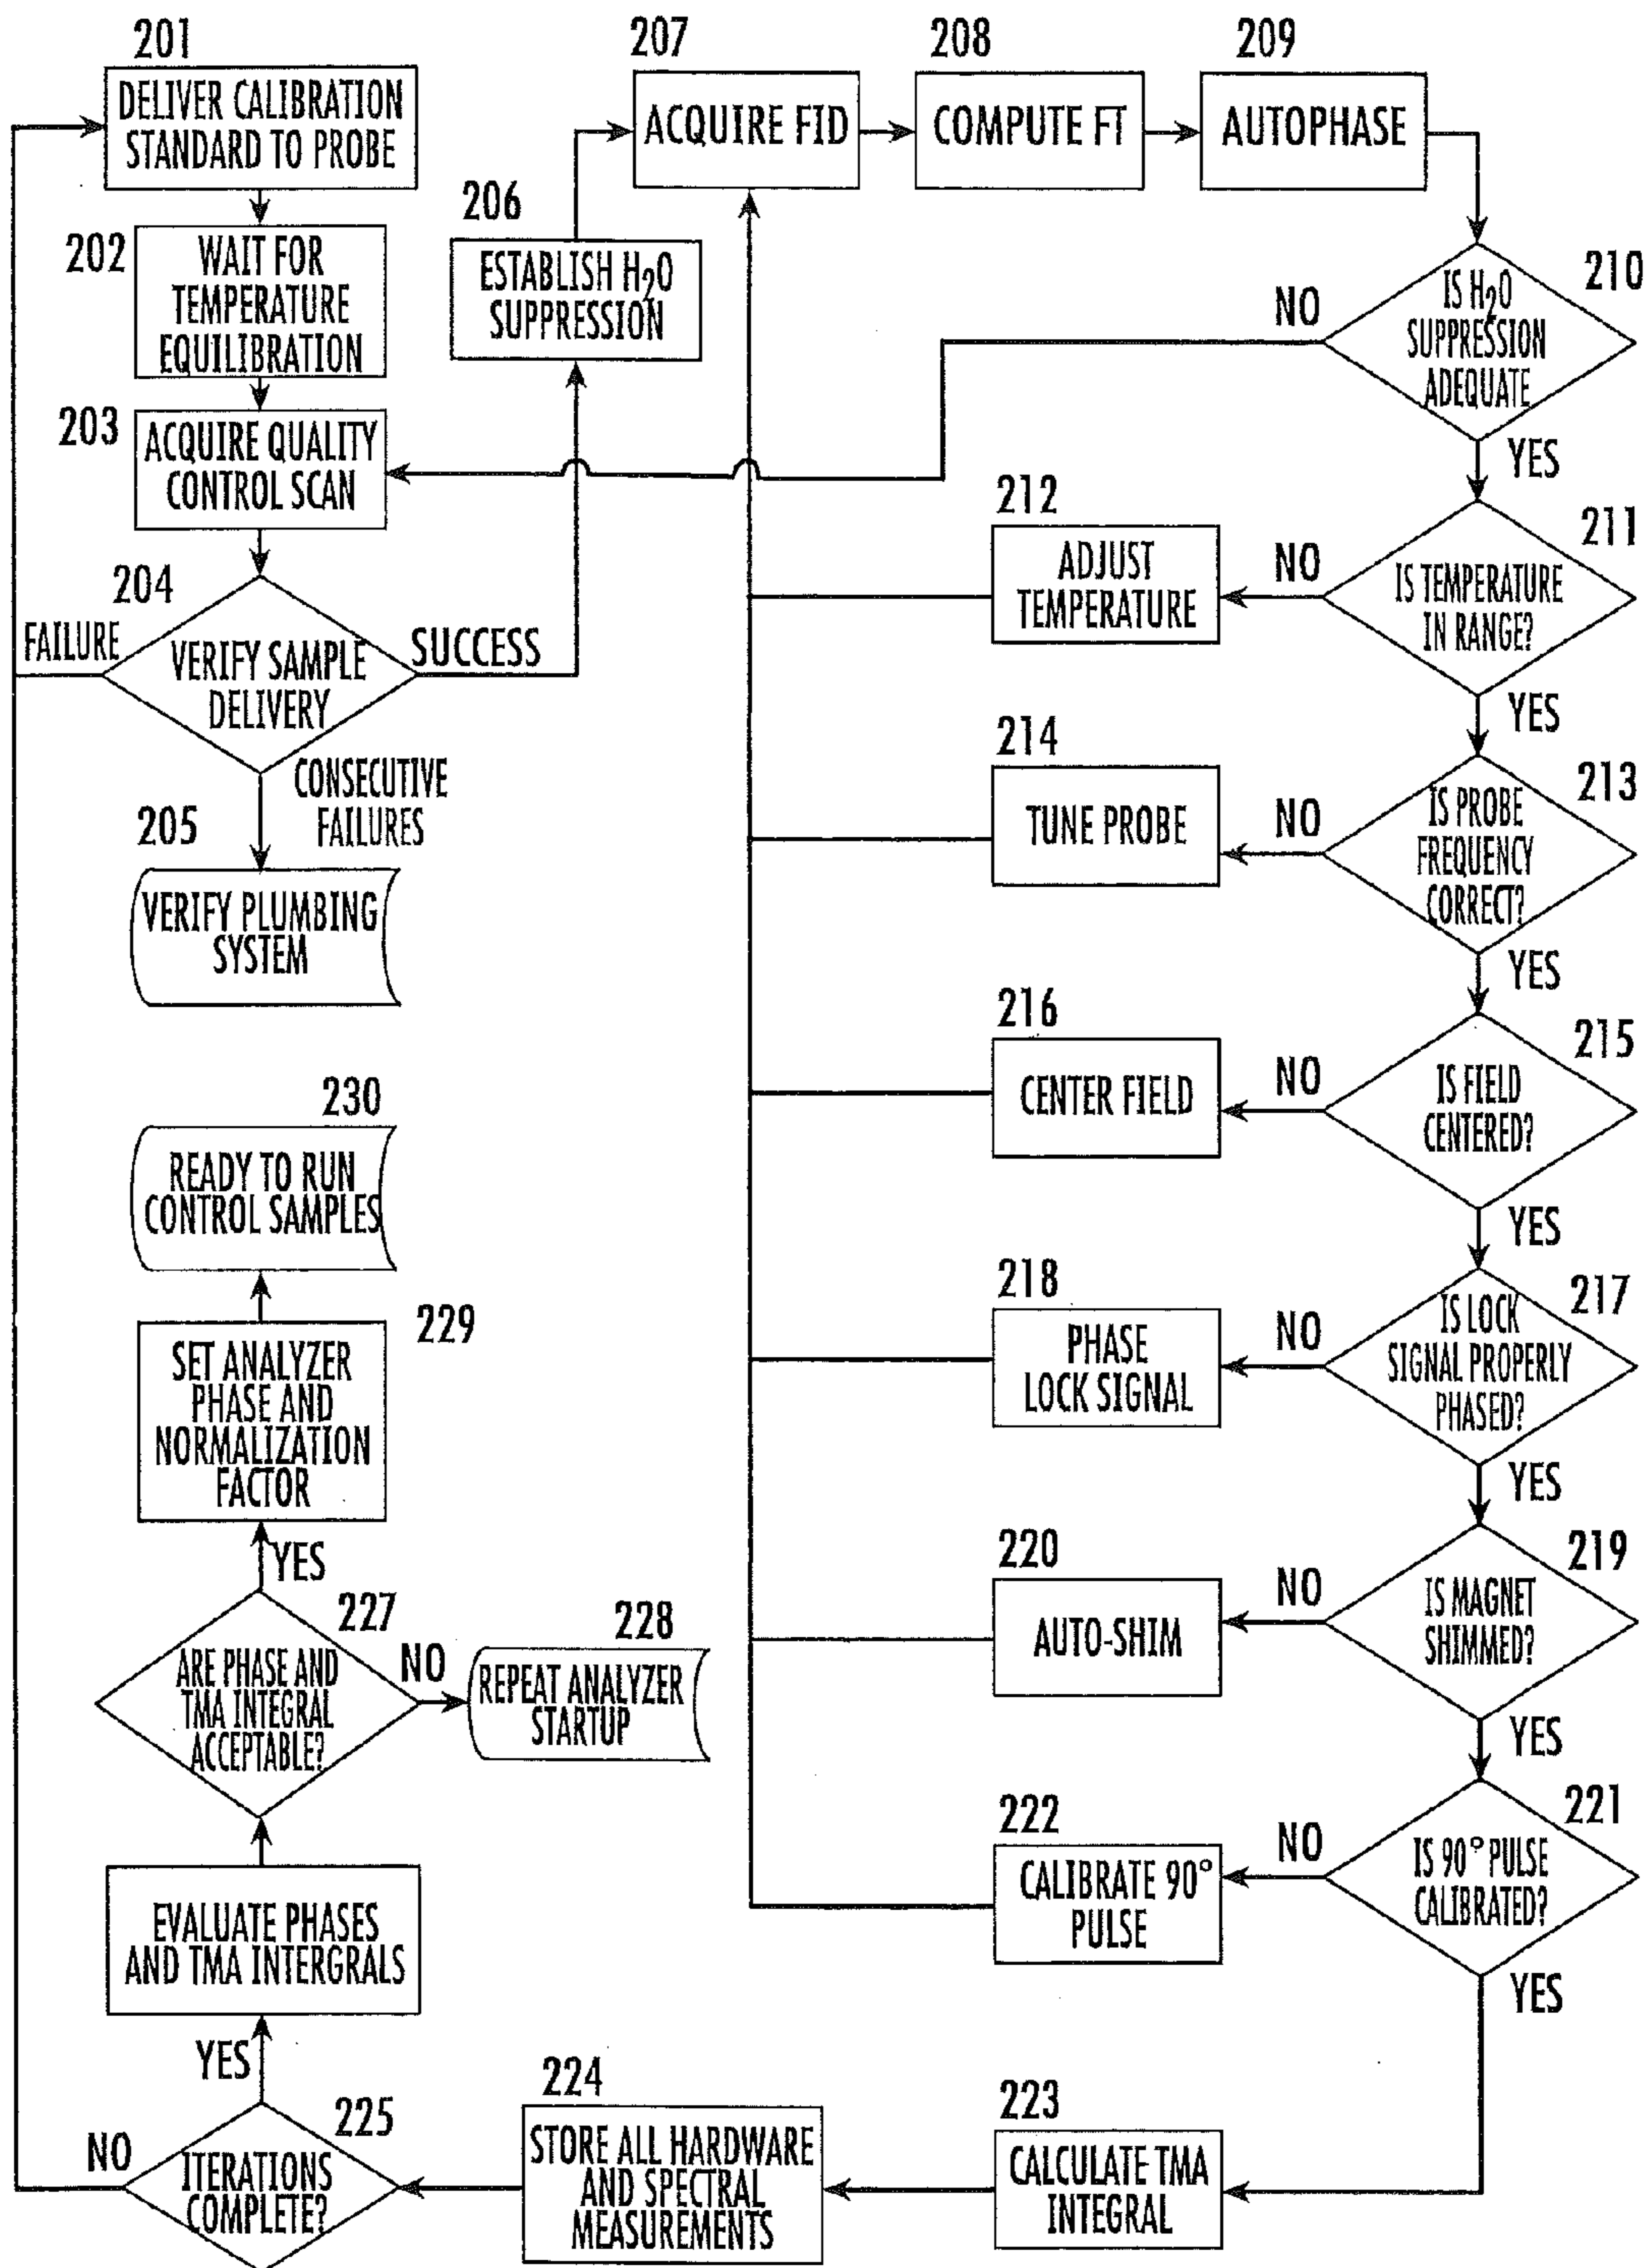 201
DELIVER CALIBRATION
STANDARD TO PROBE
202
WAIT FOR
TEMPERATURE
EQUILIBRATION
203
ACQUIRE QUALITY
CONTROL SCAN
204
FAILURE
VERIFY SAMPLE
DELIVERY
SUCCESS
CONSECUTIVE
FAILURES
205
VERIFY PLUMBING
SYSTEM
206
ESTABLISH H2O
SUPPRESSION
207
ACQUIRE FID
208
COMPUTE FT
209
AUTOPHASE
210
IS H2O
SUPPRESSION
ADEQUATE
NO
YES
211
IS TEMPERATURE
IN RANGE?
NO
212
ADJUST
TEMPERATURE
YES
213
IS PROBE
FREQUENCY
CORRECT?
NO
214
TUNE PROBE
YES
215
IS FIELD
CENTERED?
NO
216
CENTER FIELD
YES
217
IS LOCK
SIGNAL PROPERLY
PHASED?
NO
218
PHASE
LOCK SIGNAL
YES
219
IS MAGNET
SHIMMED?
NO
220
AUTO-SHIM
YES
221
IS 90° PULSE
CALIBRATED?
NO
222
CALIBRATE 90°
PULSE
YES
223
CALCULATE TMA
INTEGRAL
224
STORE ALL HARDWARE
AND SPECTRAL
MEASUREMENTS
225
ITERATIONS
COMPLETE?
NO
YES
EVALUATE PHASES
AND TMA INTERGRALS
227
ARE PHASE AND
TMA INTEGRAL
ACCEPTABLE?
NO
228
REPEAT ANALYZER
STARTUP
YES
229
SET ANALYZER
PHASE AND
NORMALIZATION
FACTOR
230
READY TO RUN
CONTROL SAMPLES